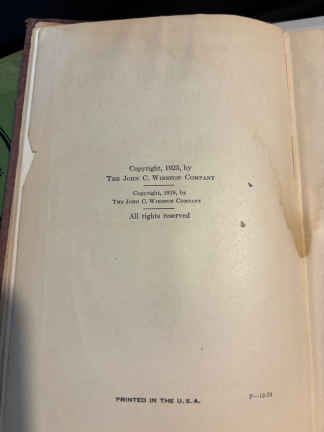 Copyright, 1925, by
The John C. Winston Company
Copyright, 1919, by
The John C. Winston Company
All rights reserved
PRINTED IN THE U. S. A.